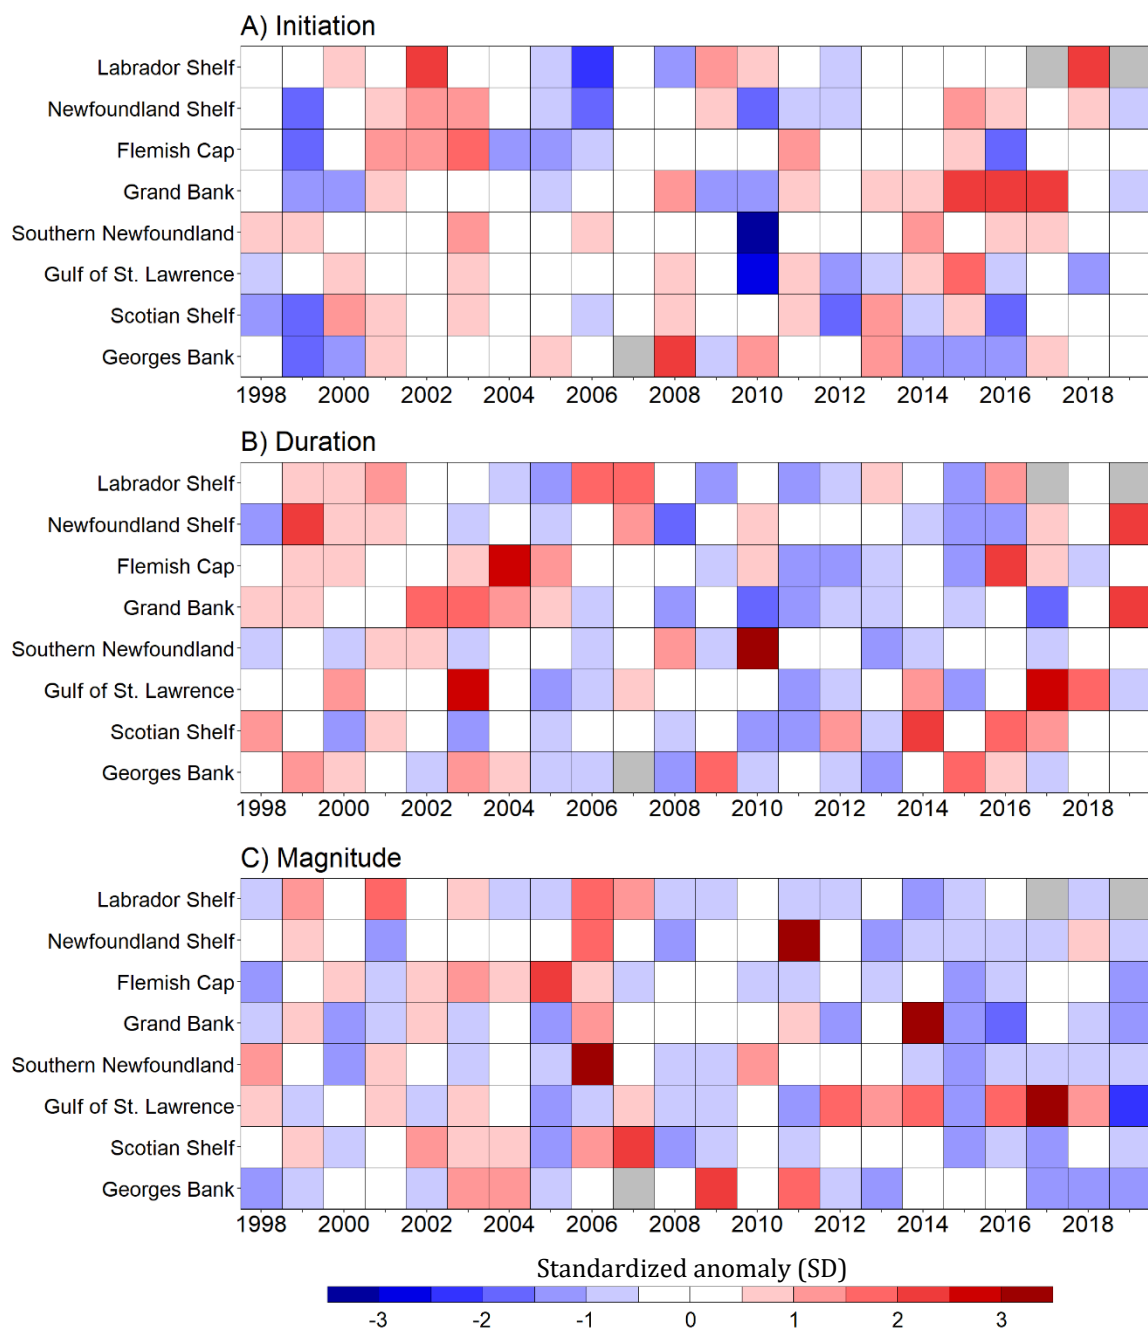 A) Initiation
Labrador Shelf
Newfoundland Shelf
Flemish Cap
Grand Bank
Southern Newfoundland
Gulf of St. Lawrence
Scotian Shelf
Georges Bank
1998 2000 2002 2004 2006 2008 2010 2012 2014 2016 2018
B) Duration
Labrador Shelf
Newfoundland Shelf
Flemish Cap
Grand Bank
Southern Newfoundland
Gulf of St. Lawrence
Scotian Shelf
Georges Bank
1998 2000 2002 2004 2006 2008 2010 2012 2014 2016 2018
C) Magnitude
Labrador Shelf
Newfoundland Shelf
Flemish Cap
Grand Bank
Southern Newfoundland
Gulf of St. Lawrence
Scotian Shelf
Georges Bank
1998 2000 2002 2004 2006 2008 2010 2012 2014 2016 2018
Standardized anomaly (SD)
-3 -2 -1 0 1 2 3